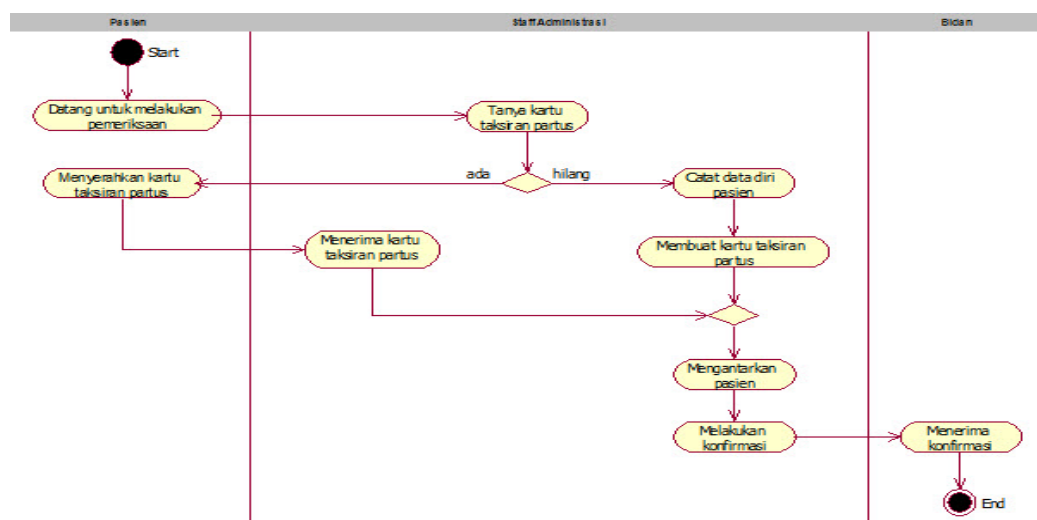 Pasien
Staff Administrasi
Bidan
Start
Datang untuk melakukan
pemeriksaan
Tanya kartu
taksiran partus
ada
hilang
Menyerahkan kartu
taksiran partus
Catat data diri
pasien
Menerima kartu
taksiran partus
Membuat kartu taksiran
partus
Mengantarkan
pasien
Melakukan
konfirmasi
Menerima
konfirmasi
End